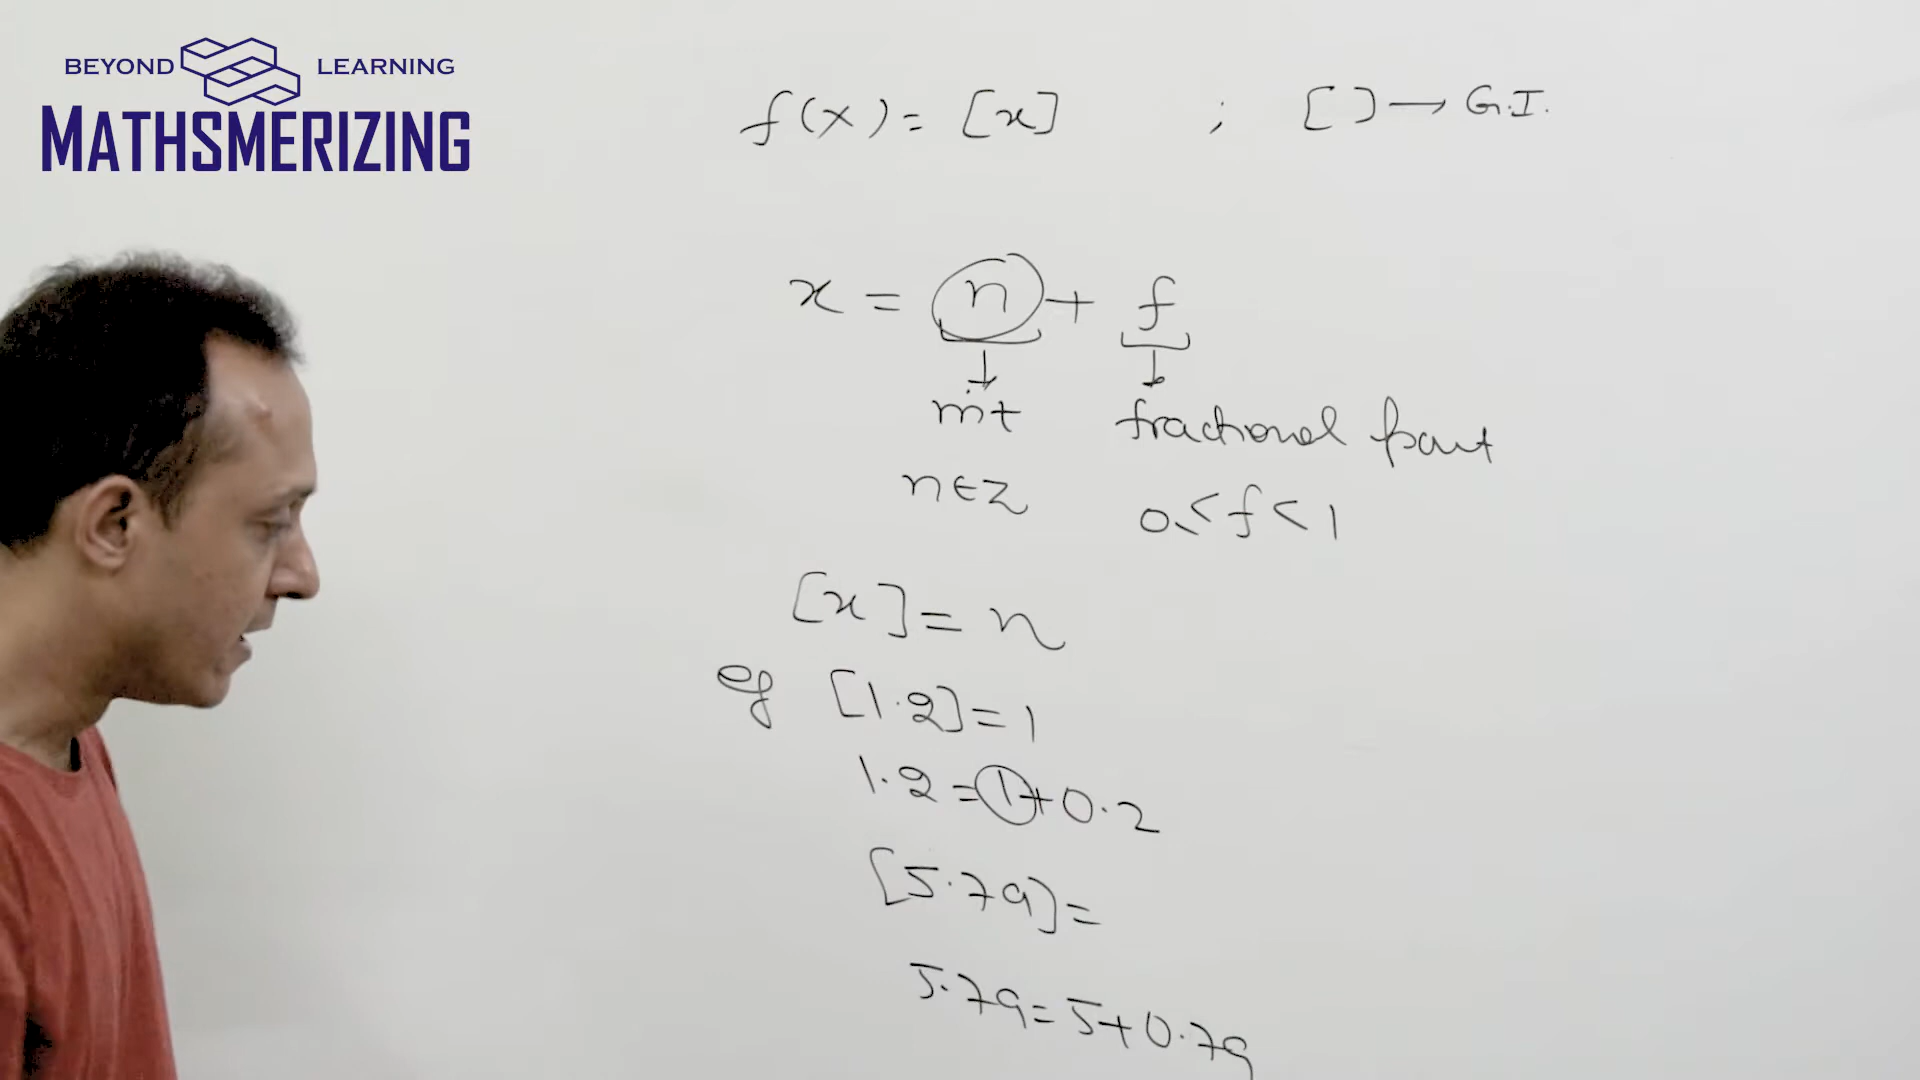 BEYOND LEARNING
MATHSMERIZING
f(x) = [x] ; [ ] → G.I.
x = n + f
int fractional part
n∈Z 0≤f<1
[x] = n
eg [1.2] = 1
1.2 = 1+0.2
[5.79] =
5.79 = 5+0.79